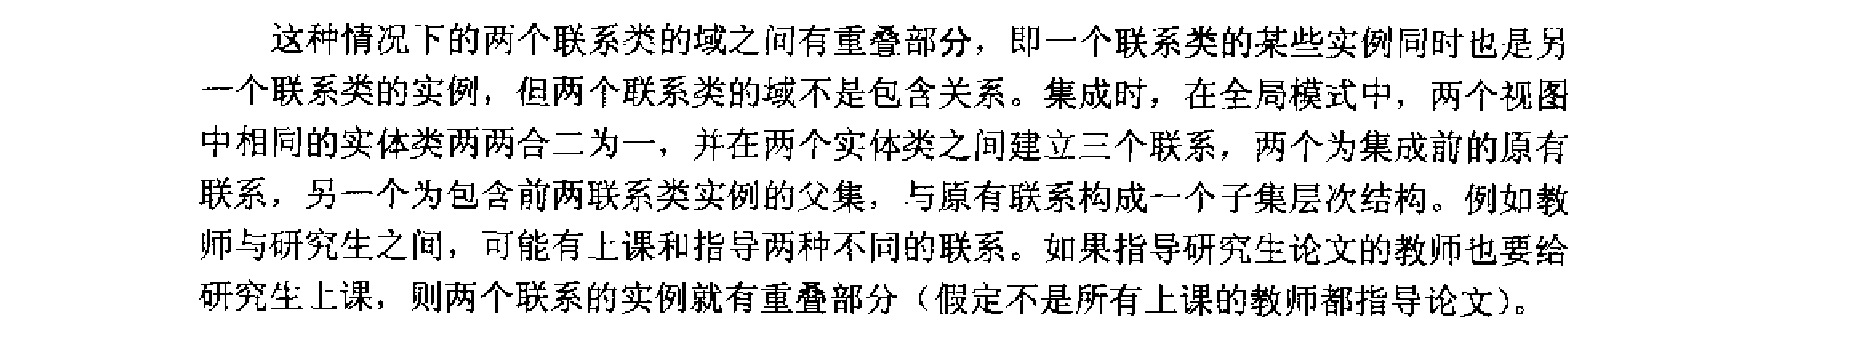 这种情况下的两个联系类的域之间有重叠部分，即一个联系类的某些实例同时也是另
一个联系类的实例，但两个联系类的域不是包含关系。集成时，在全局模式中，两个视图
中相同的实体类两两合二为一，并在两个实体类之间建立三个联系，两个为集成前的原有
联系，另一个为包含前两联系类实例的父集，与原有联系构成一个子集层次结构。例如教
师与研究生之间，可能有上课和指导两种不同的联系。如果指导研究生论文的教师也要给
研究生上课，则两个联系的实例就有重叠部分（假定不是所有上课的教师都指导论文）。